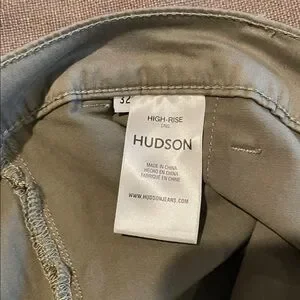 32
HIGH-RISE
HUDSON
MADE IN CHINA
HECHO EN CHINA
FABRIQUÉ EN CHINE
WWW.HUDSONJEANS.COM